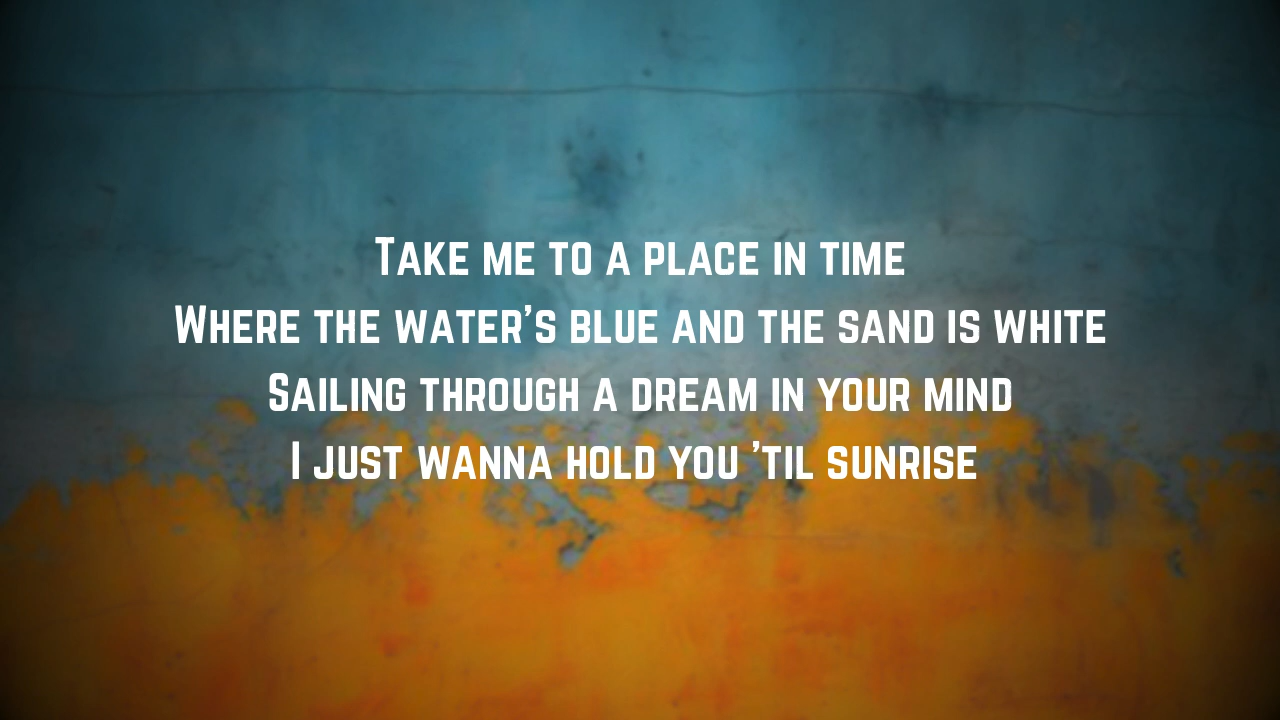 Take me to a place in time
Where the water's blue and the sand is white
Sailing through a dream in your mind
I just wanna hold you 'til sunrise